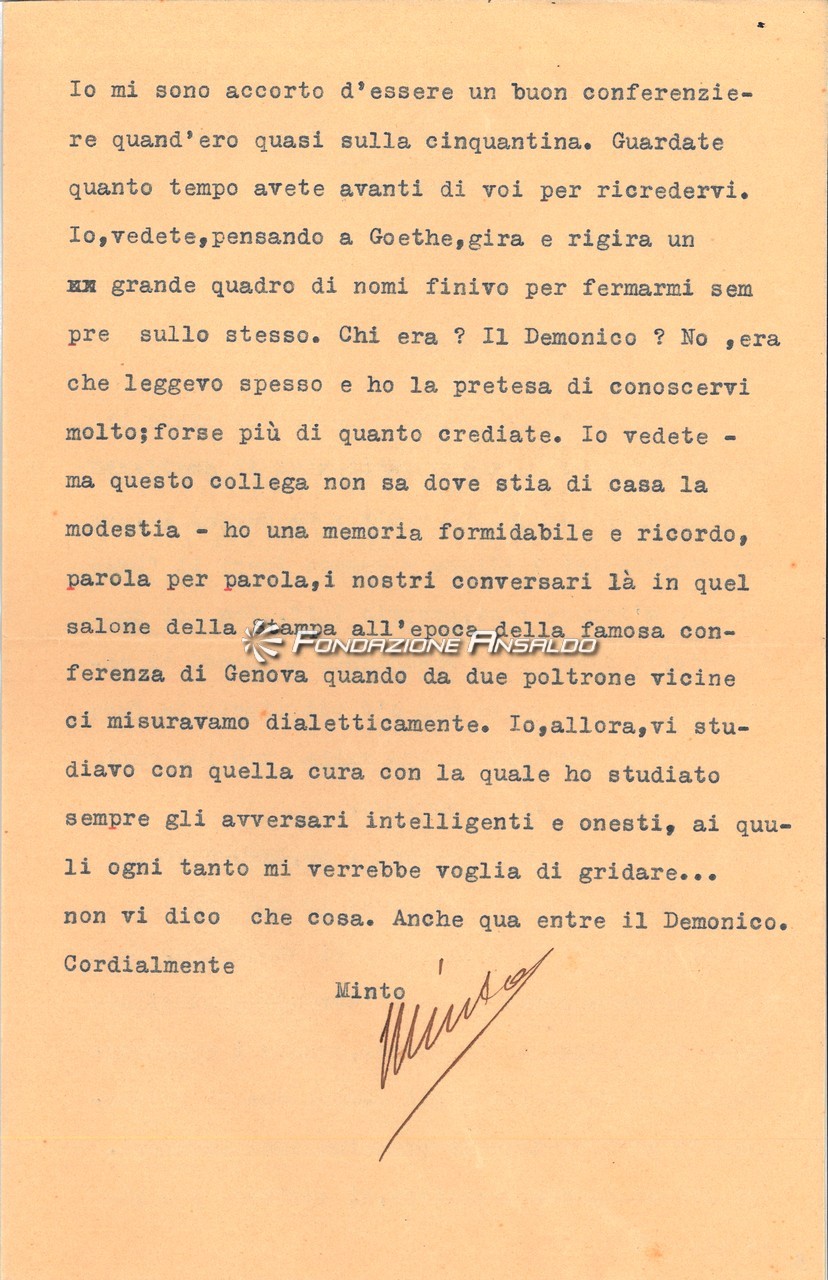 Io mi sono accorto d'essere un buon conferenzie-
re quand'ero quasi sulla cinquantina. Guardate
quanto tempo avete avanti di voi per ricredervi.
Io,vedete,pensando a Goethe,gira e rigira un
xx grande quadro di nomi finivo per fermarmi sem
pre sullo stesso. Chi era ? Il Demonico ? No ,era
che leggevo spesso e ho la pretesa di conoscervi
molto;forse più di quanto crediate. Io vedete -
ma questo collega non sa dove stia di casa la
modestia - ho una memoria formidabile e ricordo,
parola per parola,i nostri conversari là in quel
salone della Stampa all'epoca della famosa con-
FONDAZIONE ANSALDO
ferenza di Genova quando da due poltrone vicine
ci misuravamo dialetticamente. Io,allora,vi stu-
diavo con quella cura con la quale ho studiato
sempre gli avversari intelligenti e onesti, ai quu-
li ogni tanto mi verrebbe voglia di gridare...
non vi dico che cosa. Anche qua entre il Demonico.
Cordialmente
Minto
Minto